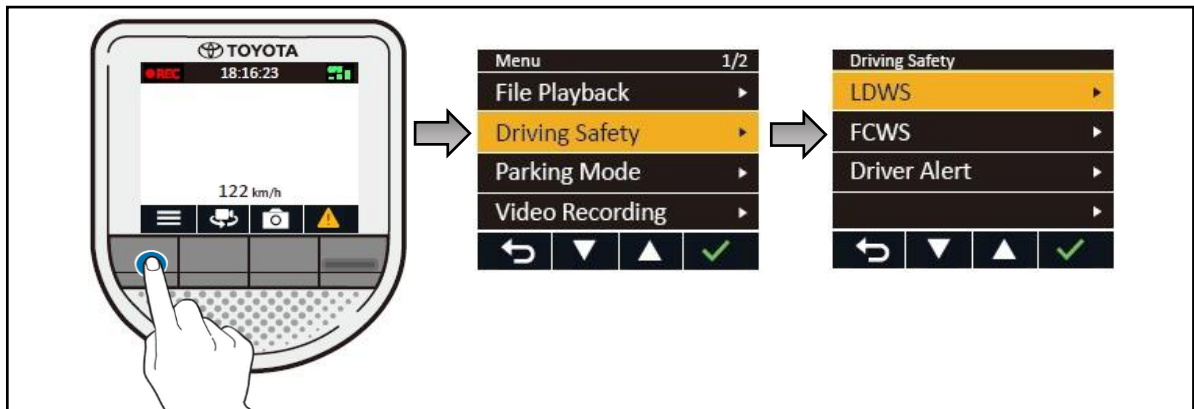 TOYOTA
REC 18:16:23
122 km/h
Menu 1/2
File Playback
Driving Safety
Parking Mode
Video Recording
Driving Safety
LDWS
FCWS
Driver Alert